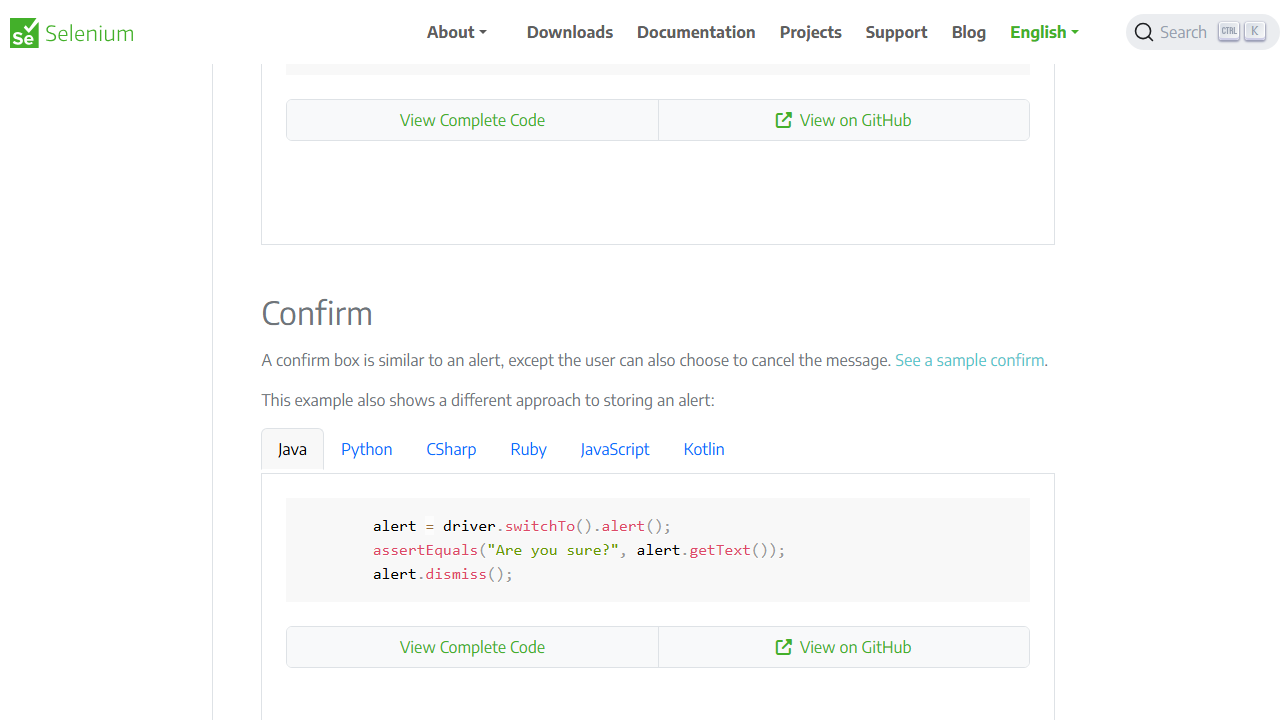 Selenium
About
Downloads
Documentation
Projects
Support
Blog
English
Search
CTRL
K
View Complete Code
View on GitHub
Confirm
A confirm box is similar to an alert, except the user can also choose to cancel the message. See a sample confirm.
This example also shows a different approach to storing an alert:
Java
Python
CSharp
Ruby
JavaScript
Kotlin
alert = driver.switchTo().alert();
assertEquals("Are you sure?", alert.getText());
alert.dismiss();
View Complete Code
View on GitHub